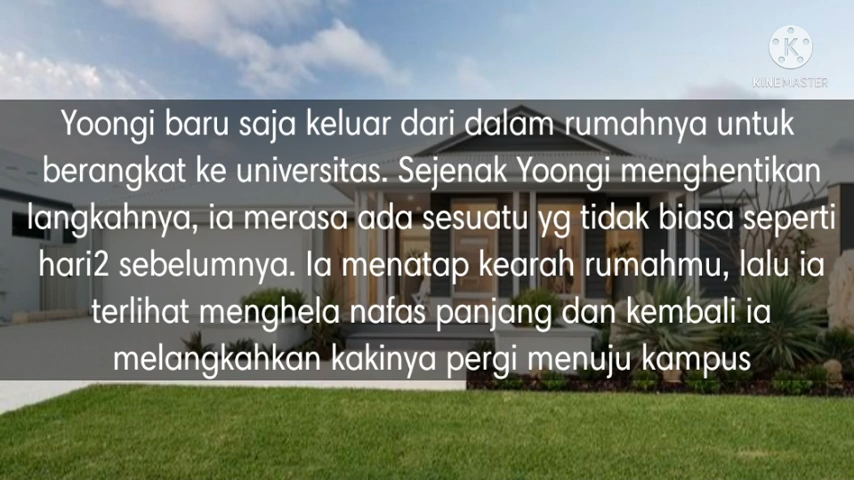 KINEMASTER
Yoongi baru saja keluar dari dalam rumahnya untuk
berangkat ke universitas. Sejenak Yoongi menghentikan
langkahnya, ia merasa ada sesuatu yg tidak biasa seperti
hari2 sebelumnya. Ia menatap kearah rumahmu, lalu ia
terlihat menghela nafas panjang dan kembali ia
melangkahkan kakinya pergi menuju kampus